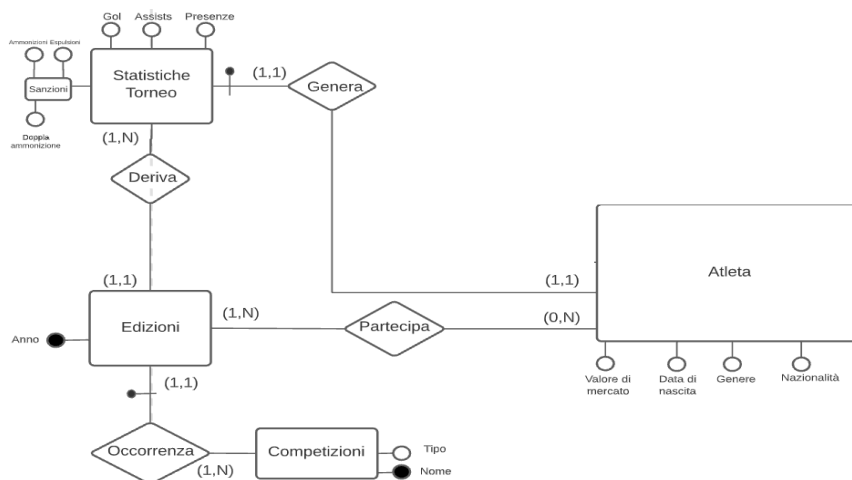 Gol
Assists
Presenze
Ammonizioni
Espulsioni
Statistiche
Torneo
(1,1)
Genera
Sanzioni
Doppia
ammonizione
(1,N)
Deriva
Atleta
(1,1)
(1,1)
Edizioni
(1,N)
Partecipa
(0,N)
Anno
Valore di
mercato
Data di
nascita
Genere
Nazionalità
(1,1)
Occorrenza
Competizioni
Tipo
(1,N)
Nome